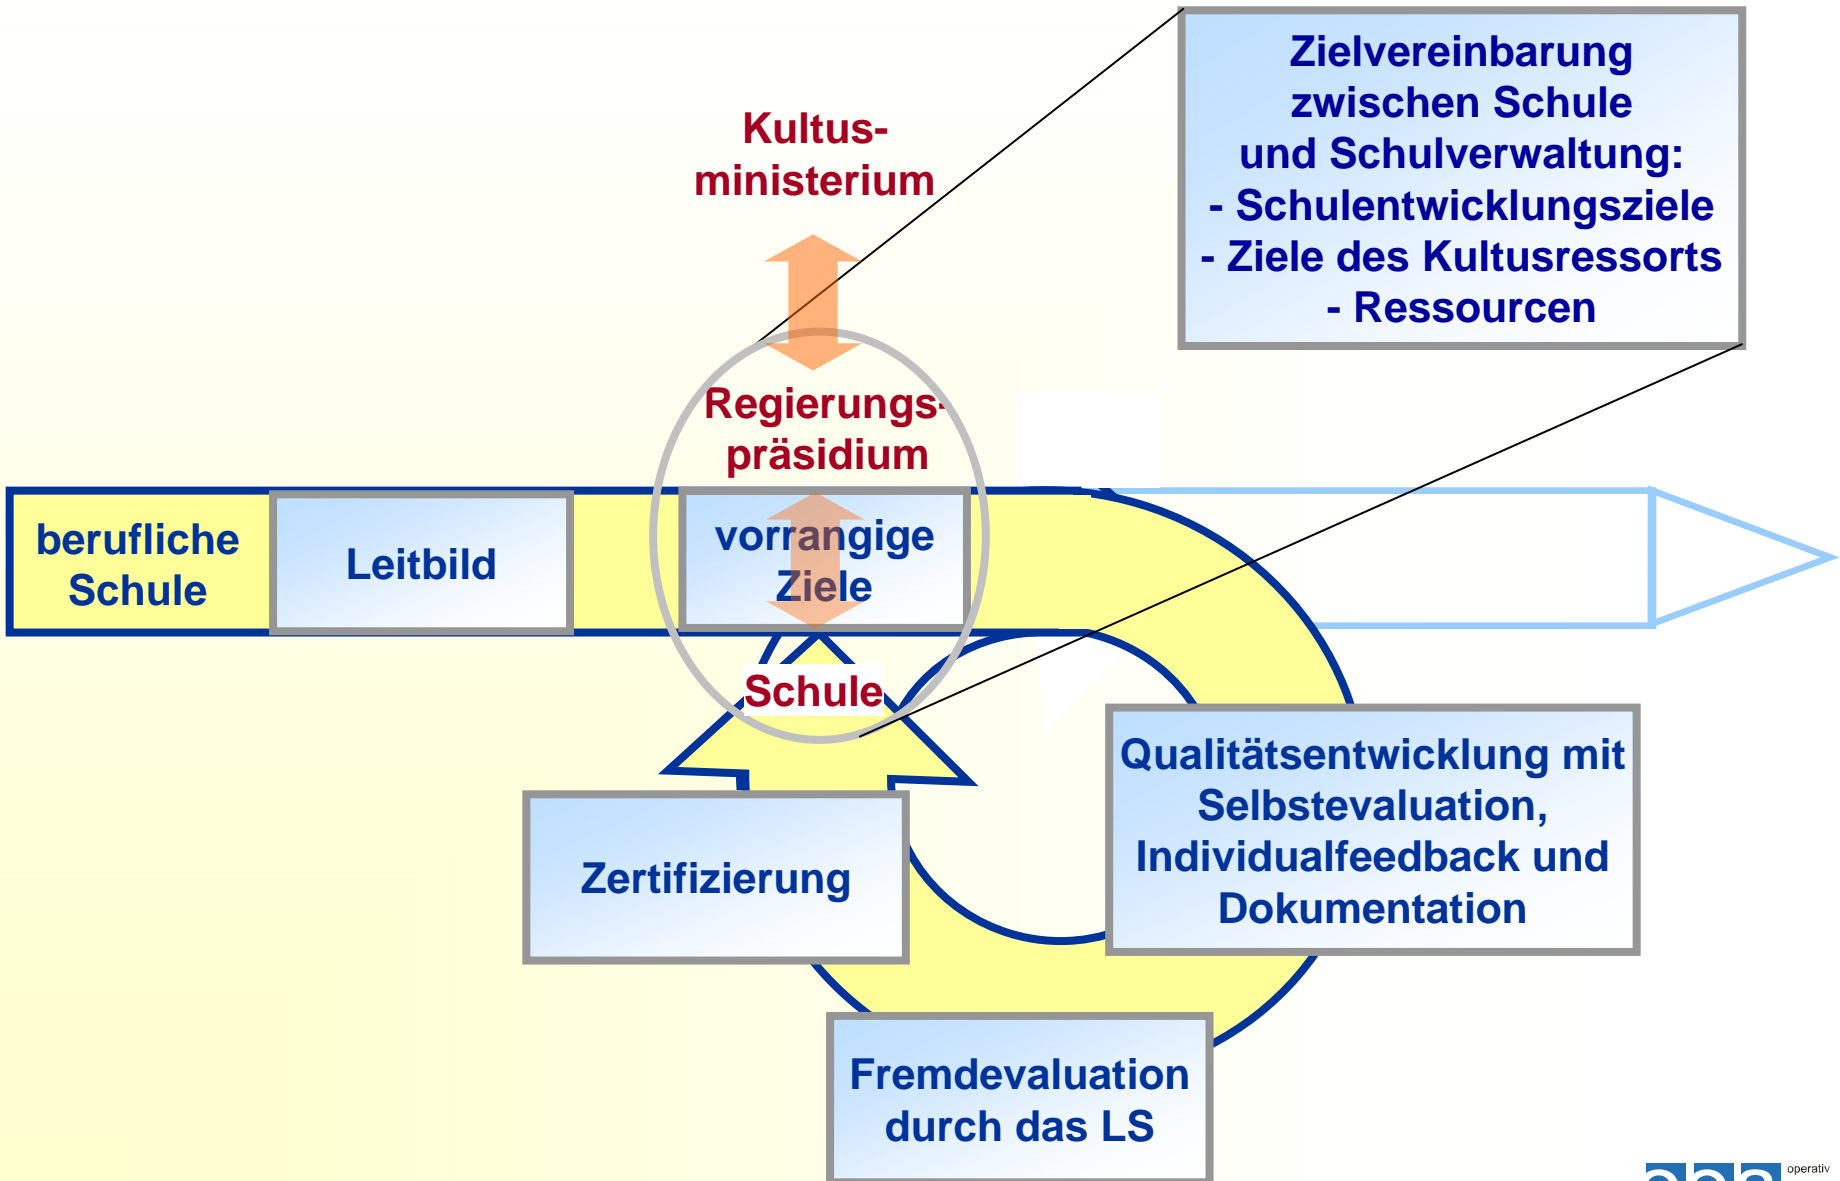 Zielvereinbarung
zwischen Schule
und Schulverwaltung:
- Schulentwicklungsziele
- Ziele des Kultusressorts
- Ressourcen
Kultus-
ministerium
Regierungs-
präsidium
berufliche
Schule
Leitbild
vorrangige
Ziele
Schule
Qualitätsentwicklung mit
Selbstevaluation,
Individualfeedback und
Dokumentation
Zertifizierung
Fremdevaluation
durch das LS
operativ